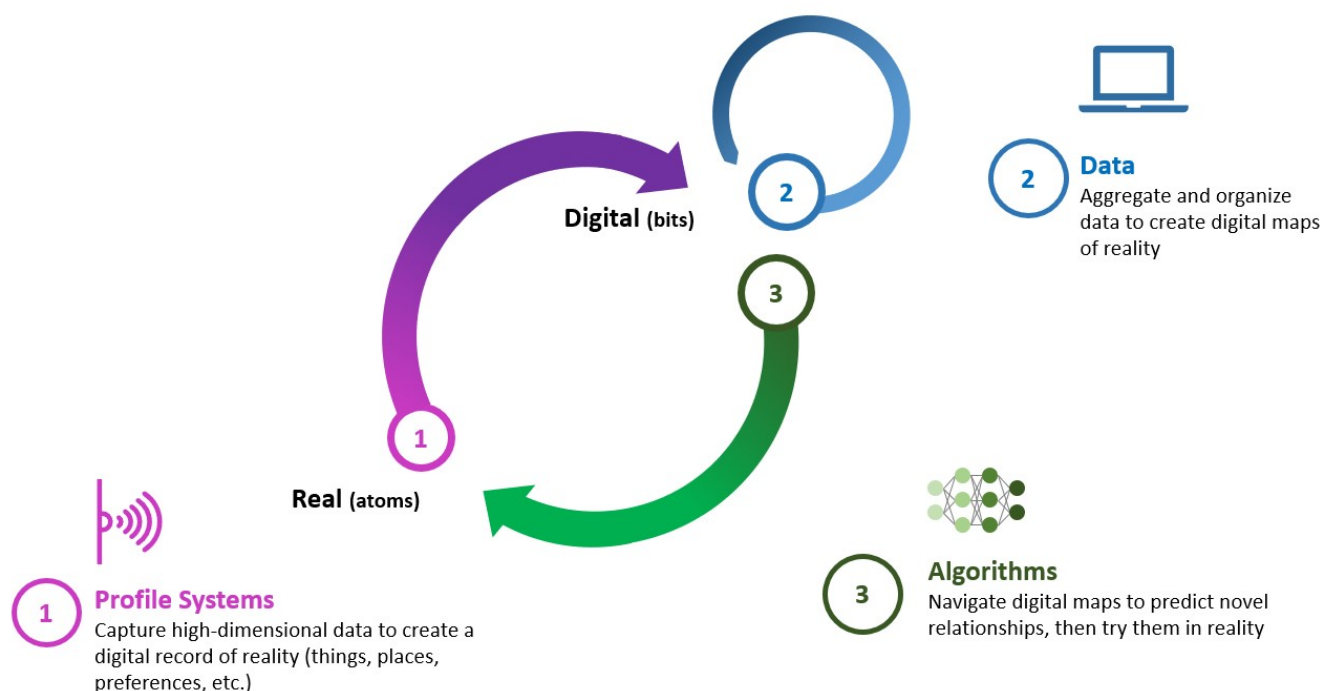 2
Digital (bits)
3
1
Real (atoms)
2
Data
Aggregate and organize
data to create digital maps
of reality
1
Profile Systems
Capture high-dimensional data to create a
digital record of reality (things, places,
preferences, etc.)
3
Algorithms
Navigate digital maps to predict novel
relationships, then try them in reality